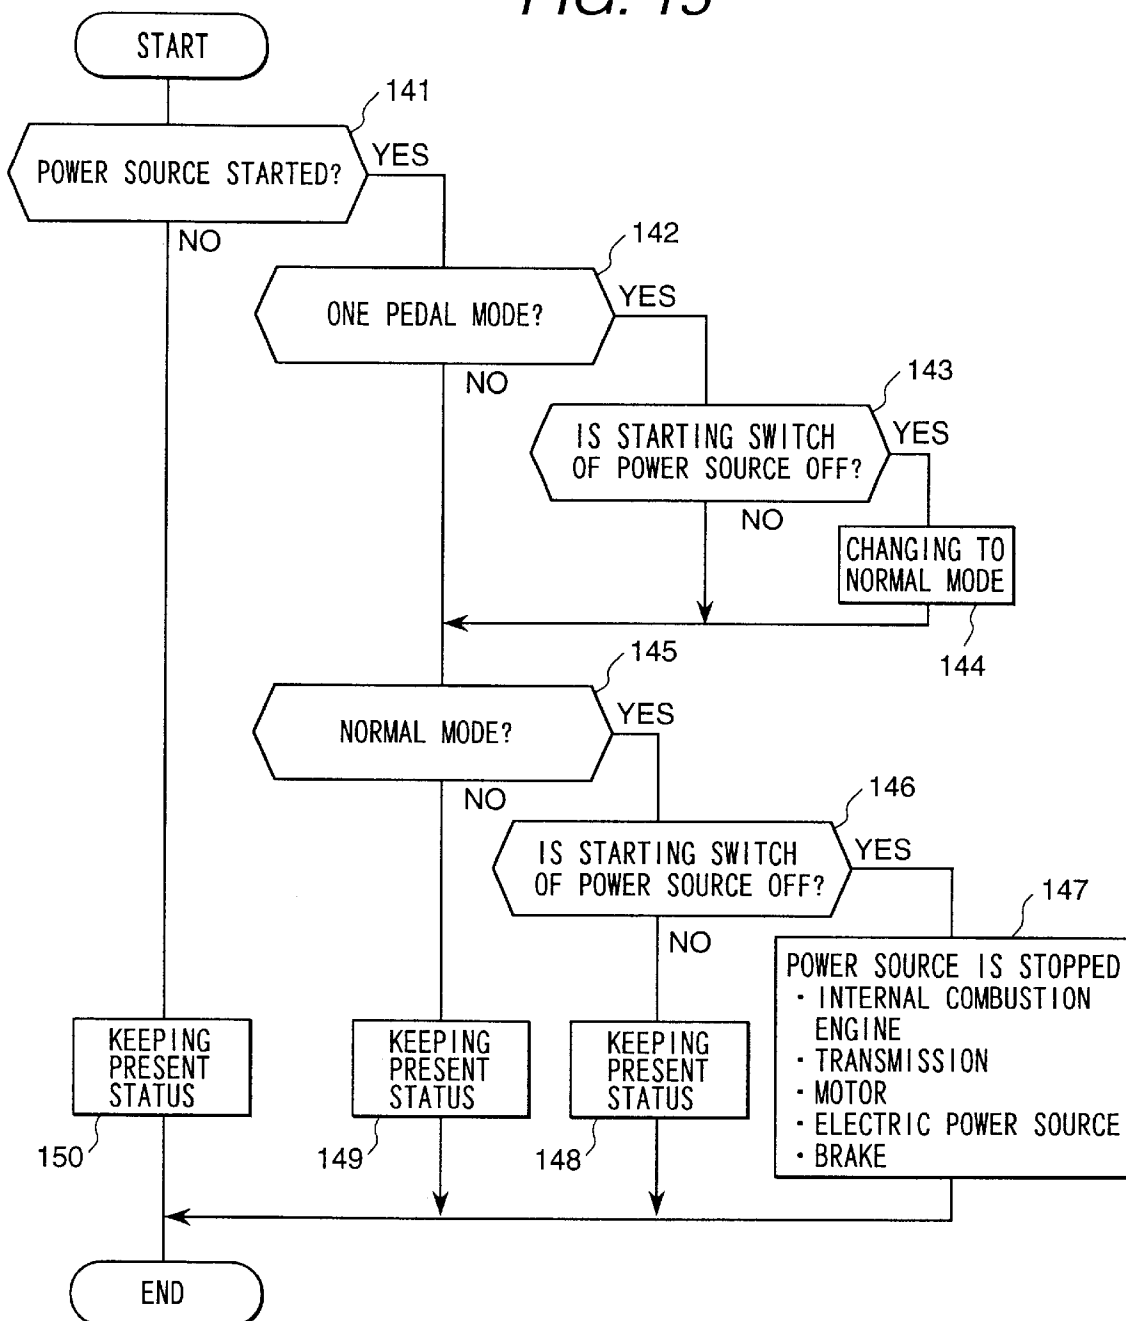 FIG. 15
START
141
POWER SOURCE STARTED?
YES
NO
142
ONE PEDAL MODE?
YES
NO
143
IS STARTING SWITCH
OF POWER SOURCE OFF?
YES
NO
CHANGING TO
NORMAL MODE
144
145
NORMAL MODE?
YES
NO
146
IS STARTING SWITCH
OF POWER SOURCE OFF?
YES
NO
147
POWER SOURCE IS STOPPED
· INTERNAL COMBUSTION
ENGINE
· TRANSMISSION
· MOTOR
· ELECTRIC POWER SOURCE
· BRAKE
KEEPING
PRESENT
STATUS
150
KEEPING
PRESENT
STATUS
149
KEEPING
PRESENT
STATUS
148
END